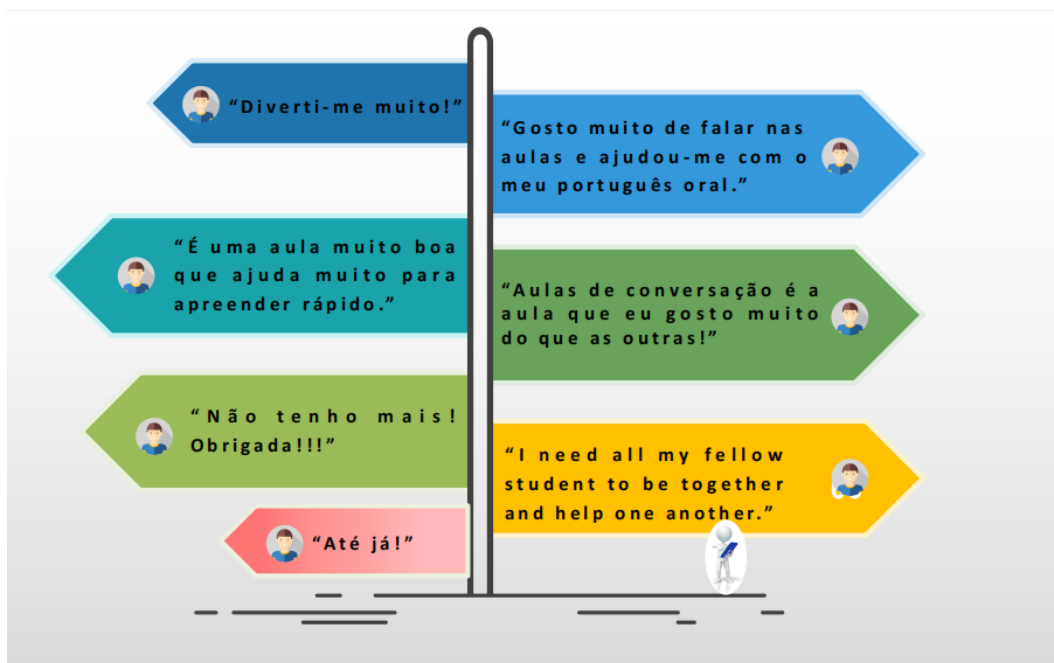 “Diverti-me muito!”
“Gosto muito de falar nas
aulas e ajudou-me com o
meu português oral.”
“É uma aula muito boa
que ajuda muito para
apreender rápido.”
“Aulas de conversação é a
aula que eu gosto muito
do que as outras!”
“Não tenho mais!
Obrigada!!!”
“I need all my fellow
student to be together
and help one another.”
“Até já!”